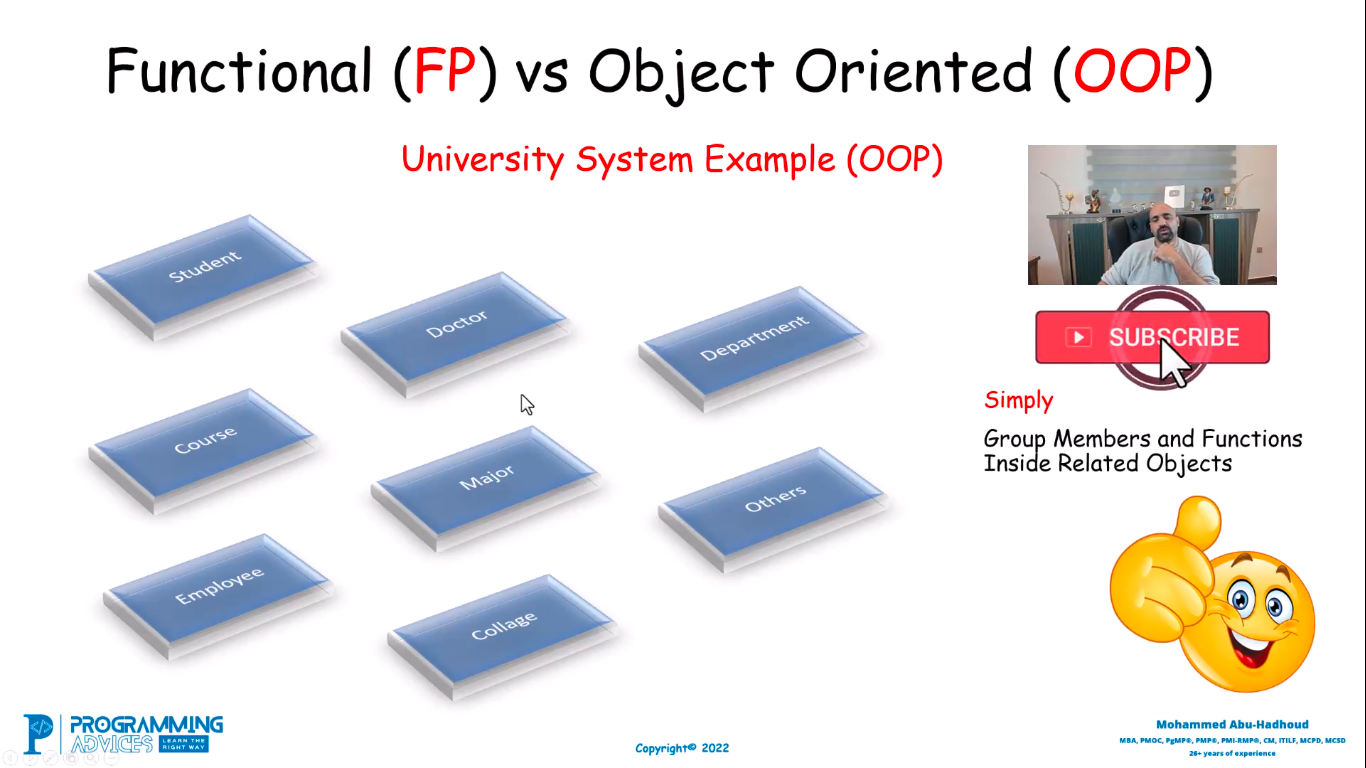 Functional (FP) vs Object Oriented (OOP)
University System Example (OOP)
Student
Doctor
Department
SUBSCRIBE
Simply
Group Members and Functions
Inside Related Objects
Course
Major
Others
Employee
Collage
PROGRAMMING
ADVICES
LEARN THE
RIGHT WAY
Copyright© 2022
Mohammed Abu-Hadhoud
MBA, PMOC, PgMP®, PMP®, PMI-RMP®, CM, ITILF, MCPD, MCSD
26+ years of experience